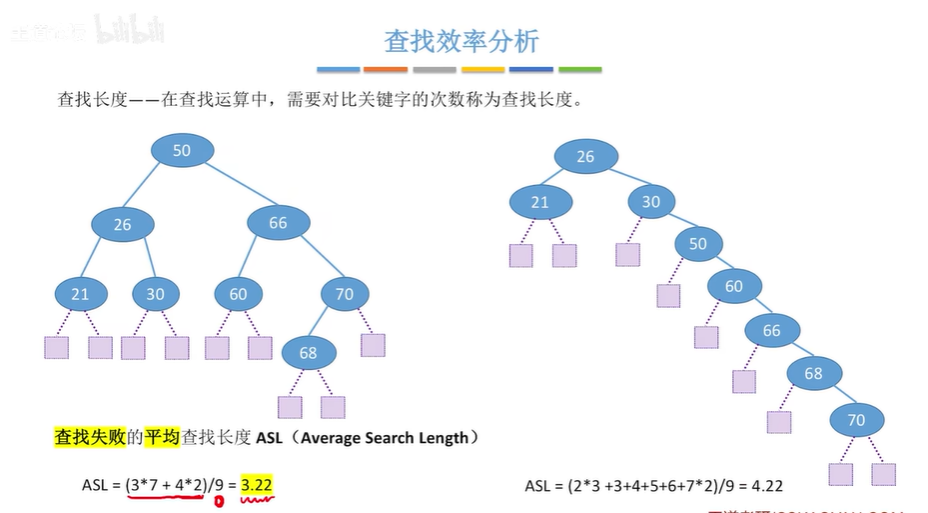 bilibili
查找效率分析
查找长度——在查找运算中，需要对比关键字的次数称为查找长度。
50
26
66
21
30
60
70
68
26
21
30
50
60
66
68
70
查找失败的平均查找长度 ASL（Average Search Length）
ASL = (3*7 + 4*2)/9 = 3.22
ASL = (2*3 +3+4+5+6+7*2)/9 = 4.22